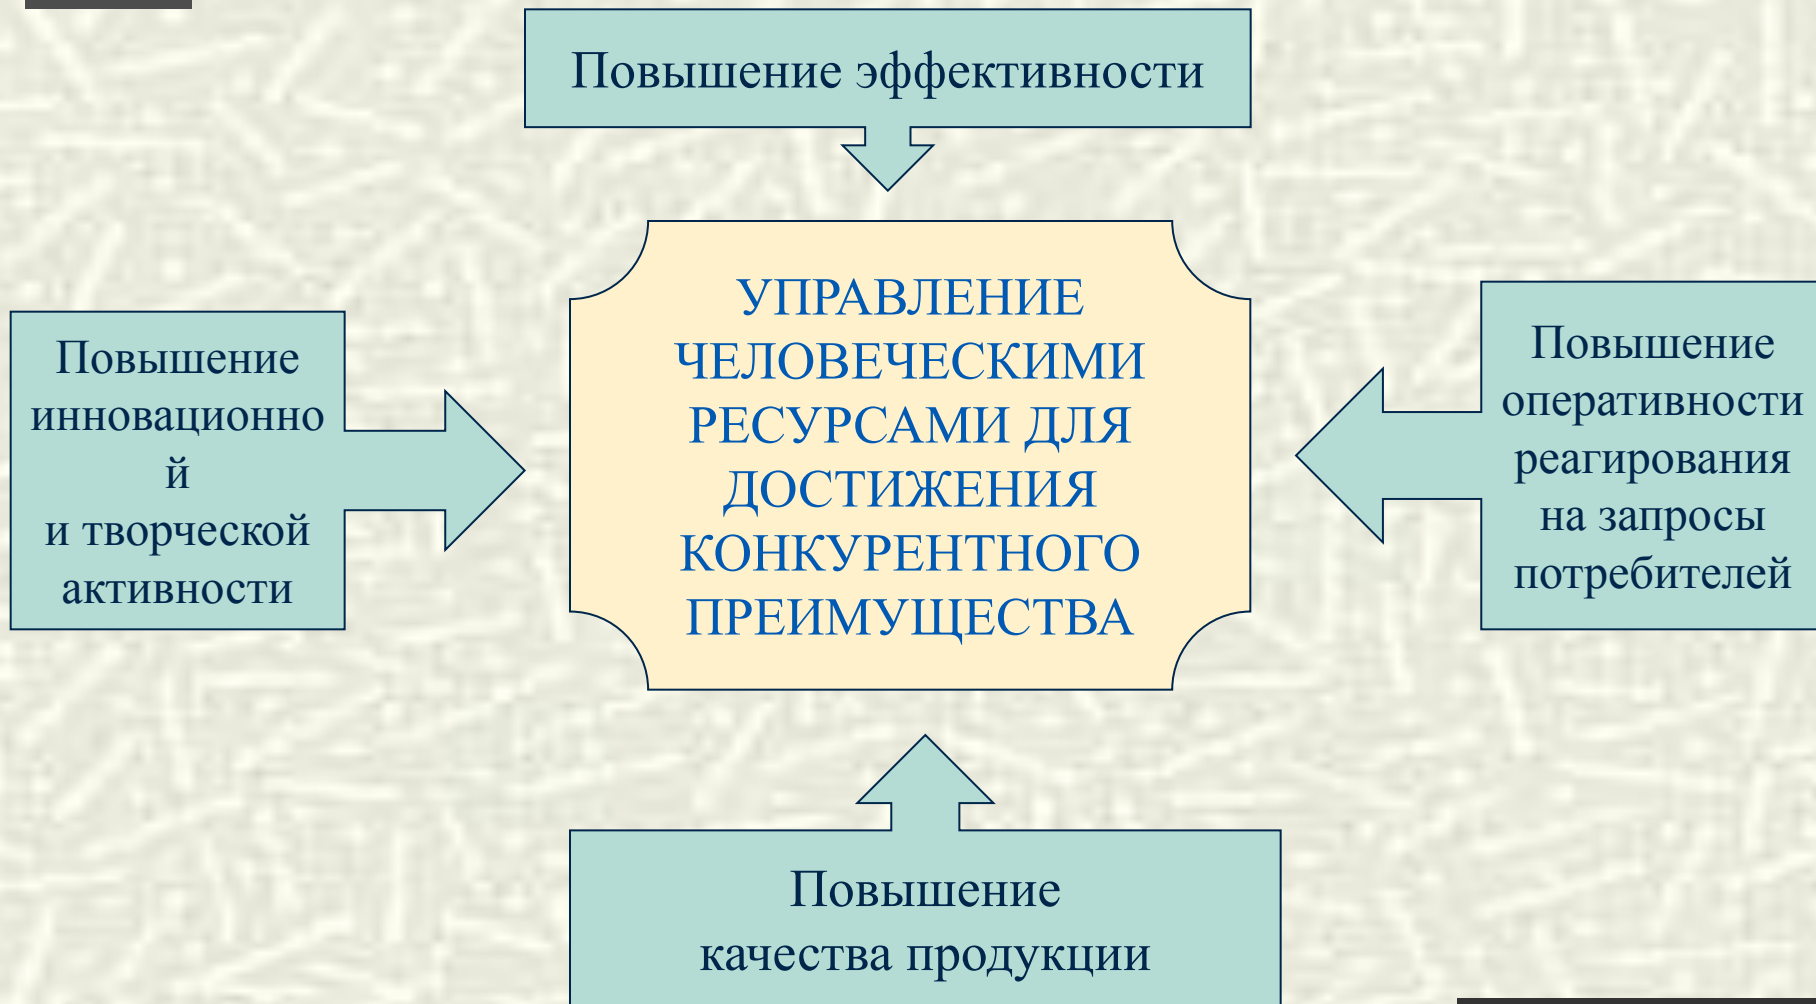 Повышение эффективности
УПРАВЛЕНИЕ
ЧЕЛОВЕЧЕСКИМИ
РЕСУРСАМИ ДЛЯ
ДОСТИЖЕНИЯ
КОНКУРЕНТНОГО
ПРЕИМУЩЕСТВА
Повышение
инновационно
й
и творческой
активности
Повышение
оперативности
реагирования
на запросы
потребителей
Повышение
качества продукции